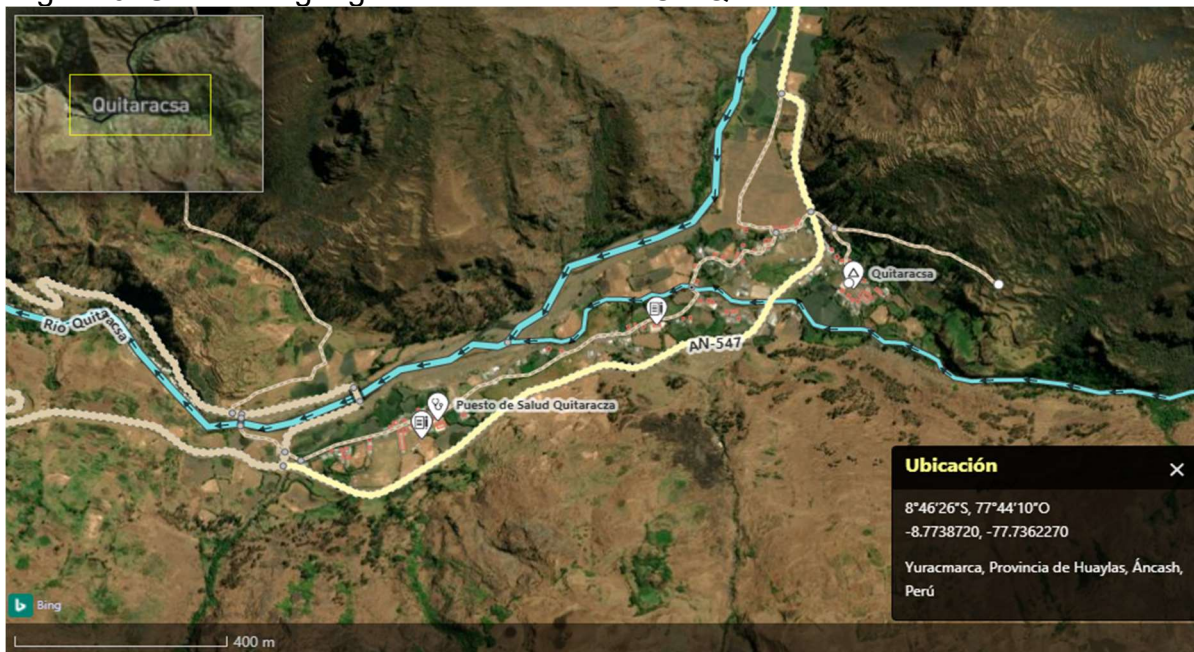 Quitaracsa
Quitaracsa
Río Quitaracsa
AN-547
Puesto de Salud Quitaracza
Ubicación
8°46'26"S, 77°44'10"O
-8.7738720, -77.7362270
Yuracmarca, Provincia de Huaylas, Áncash,
Perú
Bing
400 m